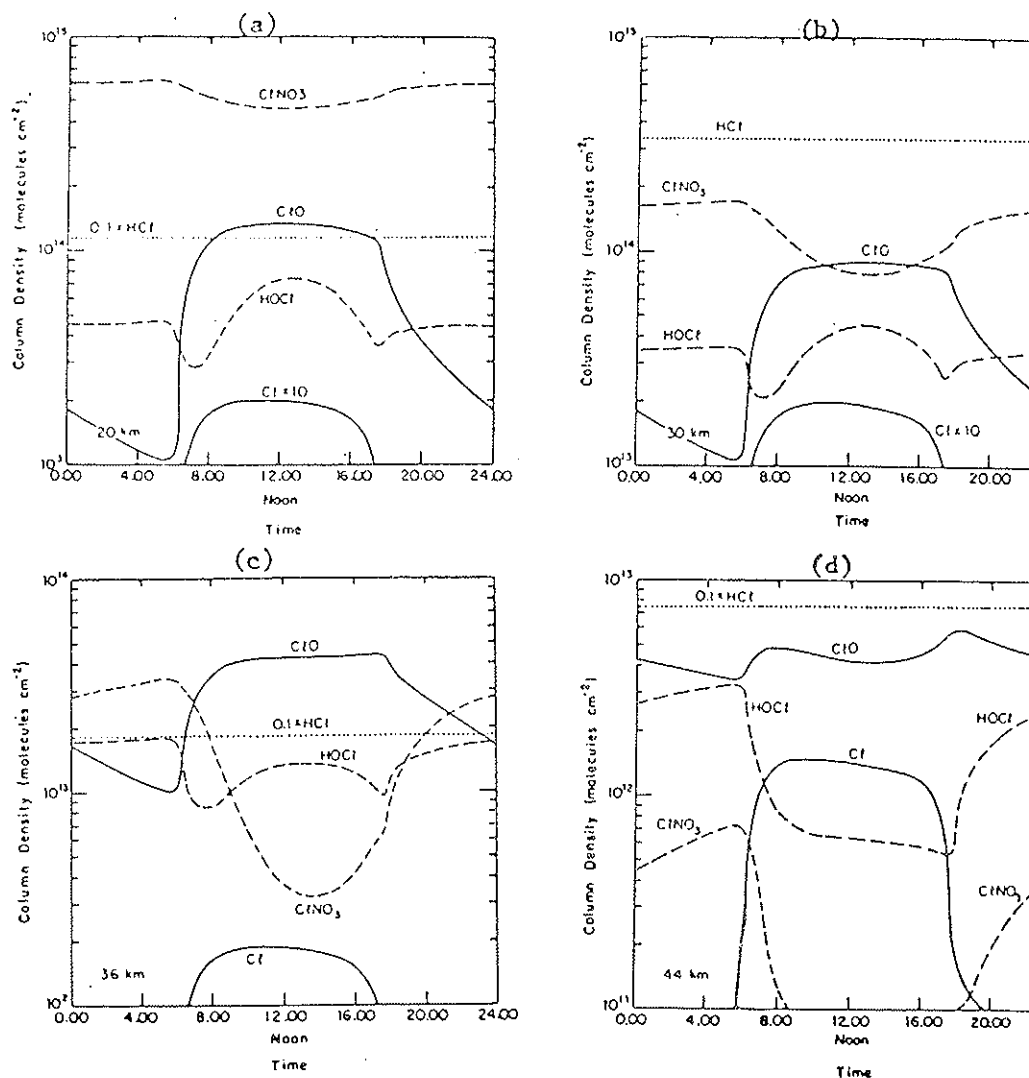 (a)
10¹⁵
ClNO3
ClO
0.1 × HCl
10¹⁴
HOCl
Cl × 10
20 km
10³
0.00 4.00 8.00 12.00 16.00 20.00 24.00
Noon
Time
Column Density (molecules cm⁻²)
(b)
10¹⁵
HCl
ClNO₃
10¹⁴
ClO
HOCl
Cl × 10
30 km
10¹³
0.00 4.00 8.00 12.00 16.00 20.00
Noon
Time
Column Density (molecules cm⁻²)
(c)
10¹⁴
ClO
0.1 × HCl
HOCl
10¹³
ClNO₃
Cl
36 km
10²
0.00 4.00 8.00 12.00 16.00 20.00 24.00
Noon
Time
Column Density (molecules cm⁻²)
(d)
10¹³
0.1 × HCl
ClO
HOCl
HOCl
Cl
10¹²
ClNO₃
ClNO₃
44 km
10¹¹
0.00 4.00 8.00 12.00 16.00 20.00
Noon
Time
Column Density (molecules cm⁻²)